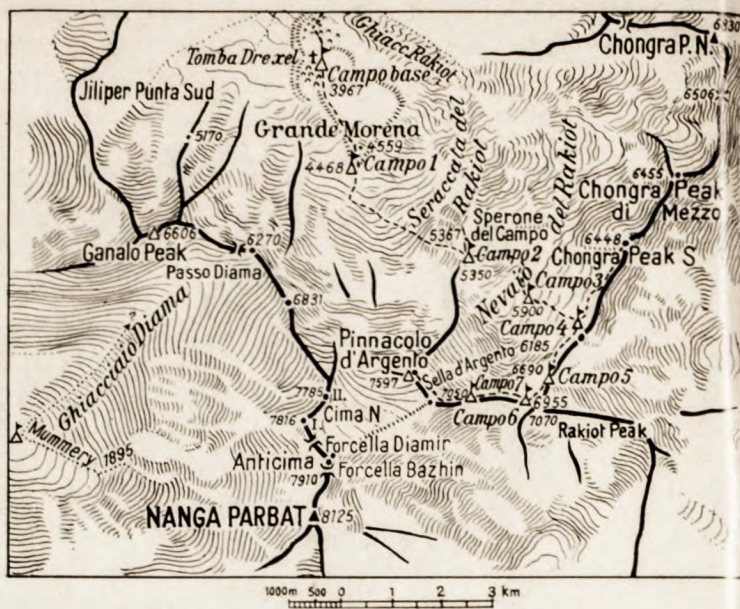 6830
Chongra P. N.
Ghiacc. Rakiot
Tomba Drexel
Campo base
3967
Jiliper Punta Sud
6506
5170
Grande Morena
4559
4468
Campo 1
Seraccata del
Rakiot
6455
Chongra Peak
di Mezzo
Sperone
del Campo
5367
Campo 2
5350
6448
Chongra Peak S
Nevaio del Rakiot
6606
Ganalo Peak
6270
Passo Diama
Campo 3
5900
Campo 4
6185
6831
Ghiacciato Diama
?
Pinnacolo
d'Argento
7597
Sella d'Argento
6690
Campo 5
7050
Campo 7
Campo 6
6955
7070
Rakiot Peak
7785
II.
Cima N
7816
I.
Mummery 1895
Forcella Diamir
Anticima
Forcella Bazhin
7910
NANGA PARBAT
8125
1000m 500 0 1 2 3 km